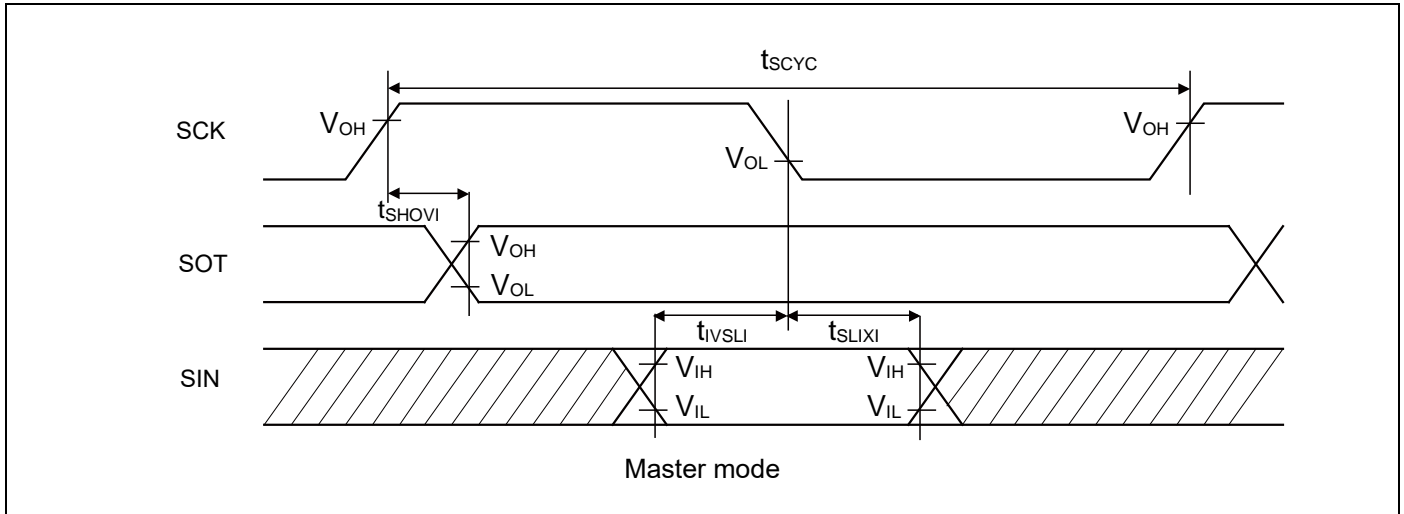 tSCYC
SCK
VOH
VOH
VOL
tSHOVI
SOT
VOH
VOL
tIVSLI
tSLIXI
SIN
VIH
VIH
VIL
VIL
Master mode